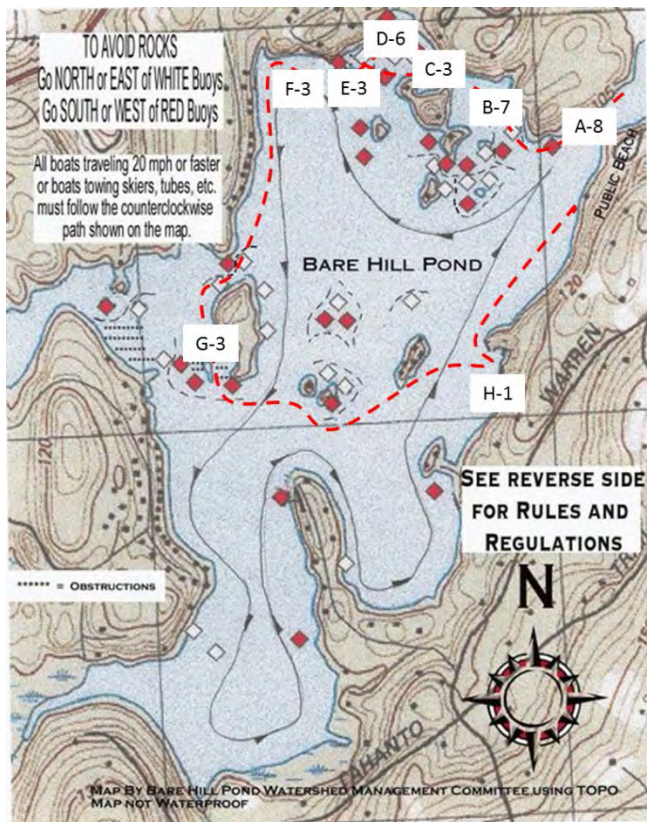 TO AVOID ROCKS
Go NORTH or EAST of WHITE Buoys
Go SOUTH or WEST of RED Buoys
All boats traveling 20 mph or faster
or boats towing skiers, tubes, etc.
must follow the counterclockwise
path shown on the map.
D-6
C-3
E-3
F-3
B-7
A-8
105
PUBLIC BEACH
BARE HILL POND
120
G-3
H-1
WARREN
120
SEE REVERSE SIDE
FOR RULES AND
REGULATIONS
****** = OBSTRUCTIONS
N
TAHANTO
MAP BY BARE HILL POND WATERSHED MANAGEMENT COMMITTEE USING TOPO
MAP NOT WATERPROOF